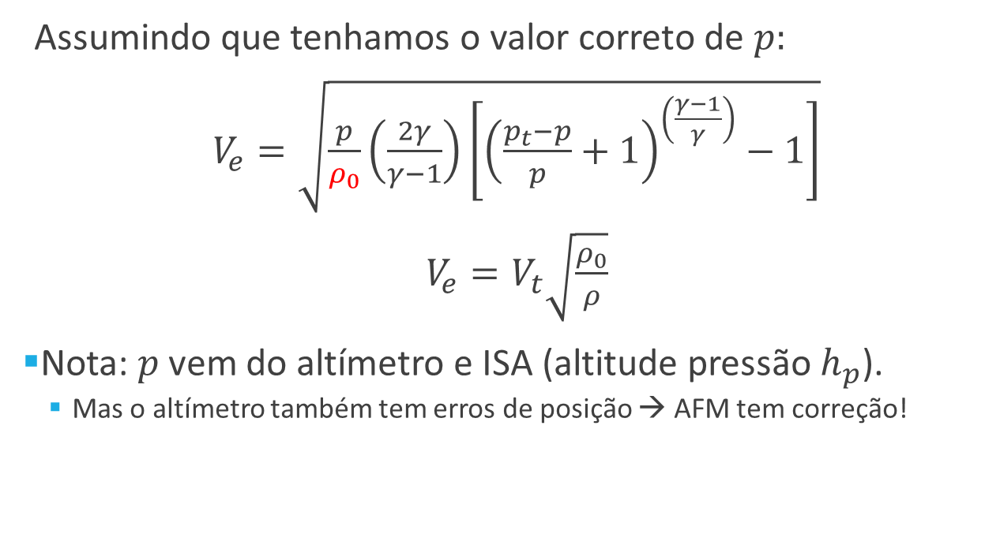 Assumindo que tenhamos o valor correto de 𝑝:
$V_e = \sqrt{\frac{p}{\rho_0}\left(\frac{2\gamma}{\gamma-1}\right)\left[\left(\frac{p_t-p}{p}+1\right)^{\left(\frac{\gamma-1}{\gamma}\right)}-1\right]}$
$V_e = V_t\sqrt{\frac{\rho_0}{\rho}}$
▪Nota: 𝑝 vem do altímetro e ISA (altitude pressão $h_p$).
▪ Mas o altímetro também tem erros de posição → AFM tem correção!